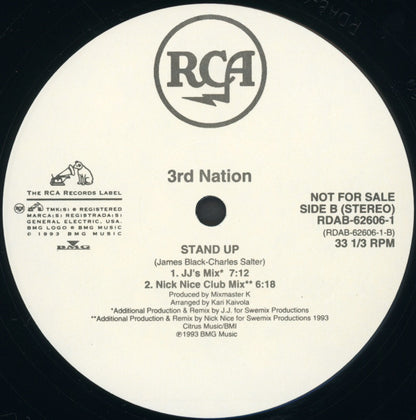 RCA
3rd Nation
THE RCA RECORDS LABEL
TMK(S) ® REGISTERED
MARCA(S) REGISTRADA(S)
GENERAL ELECTRIC, USA.
BMG LOGO ® BMG MUSIC
© 1993 BMG MUSIC
BMG
NOT FOR SALE
SIDE B (STEREO)
RDAB-62606-1
(RDAB-62606-1-B)
33 1/3 RPM
STAND UP
(James Black-Charles Salter)
1. JJ's Mix* 7:12
2. Nick Nice Club Mix** 6:18
Produced by Mixmaster K
Arranged by Kari Kaivola
*Additional Production & Remix by J.J. for Swemix Productions
**Additional Production & Remix by Nick Nice for Swemix Productions 1993
Citrus Music/BMI
℗1993 BMG Music